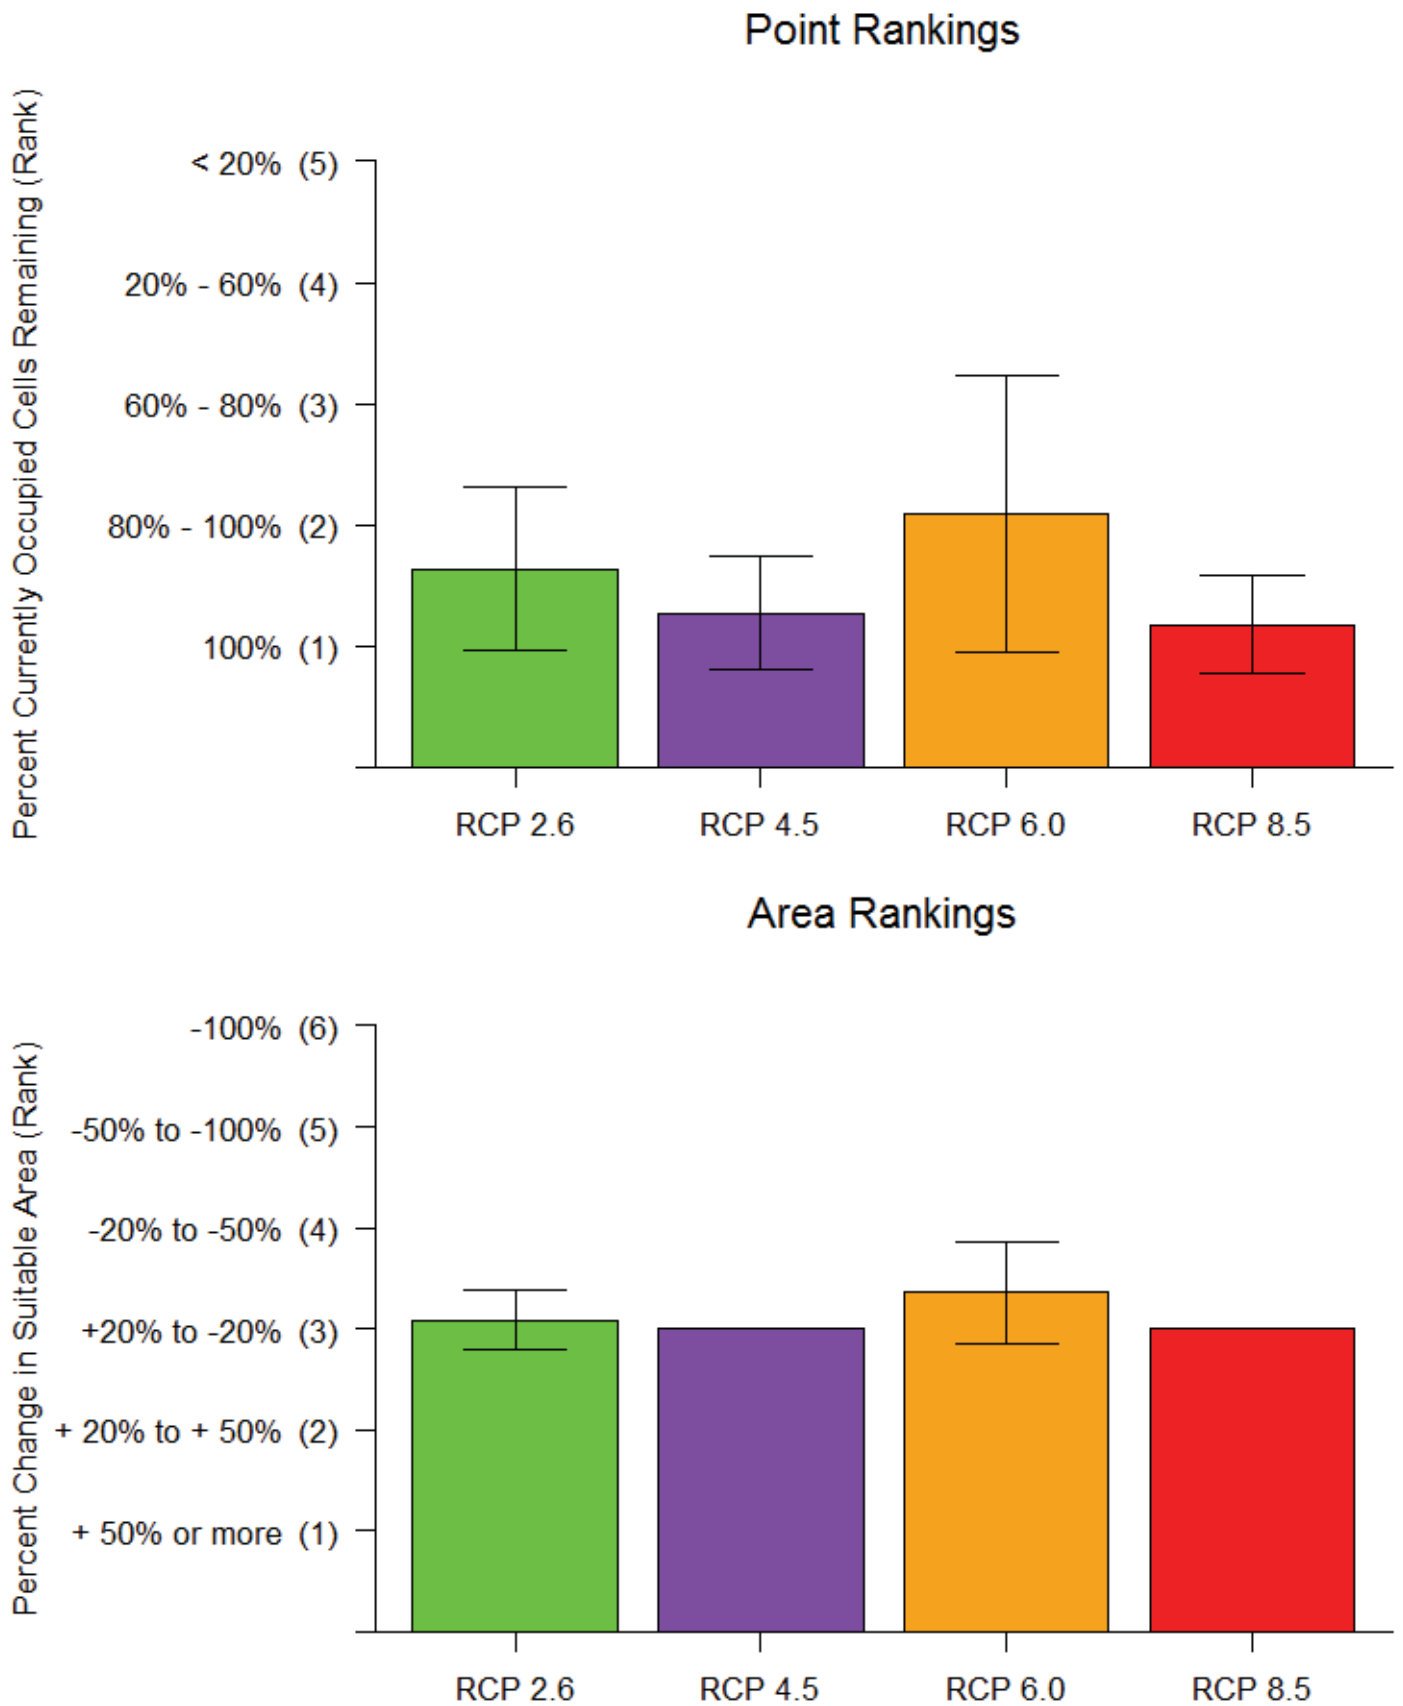 Point Rankings
Percent Currently Occupied Cells Remaining (Rank)
< 20% (5)
20% - 60% (4)
60% - 80% (3)
80% - 100% (2)
100% (1)
RCP 2.6 RCP 4.5 RCP 6.0 RCP 8.5
Area Rankings
Percent Change in Suitable Area (Rank)
-100% (6)
-50% to -100% (5)
-20% to -50% (4)
+20% to -20% (3)
+ 20% to + 50% (2)
+ 50% or more (1)
RCP 2.6 RCP 4.5 RCP 6.0 RCP 8.5